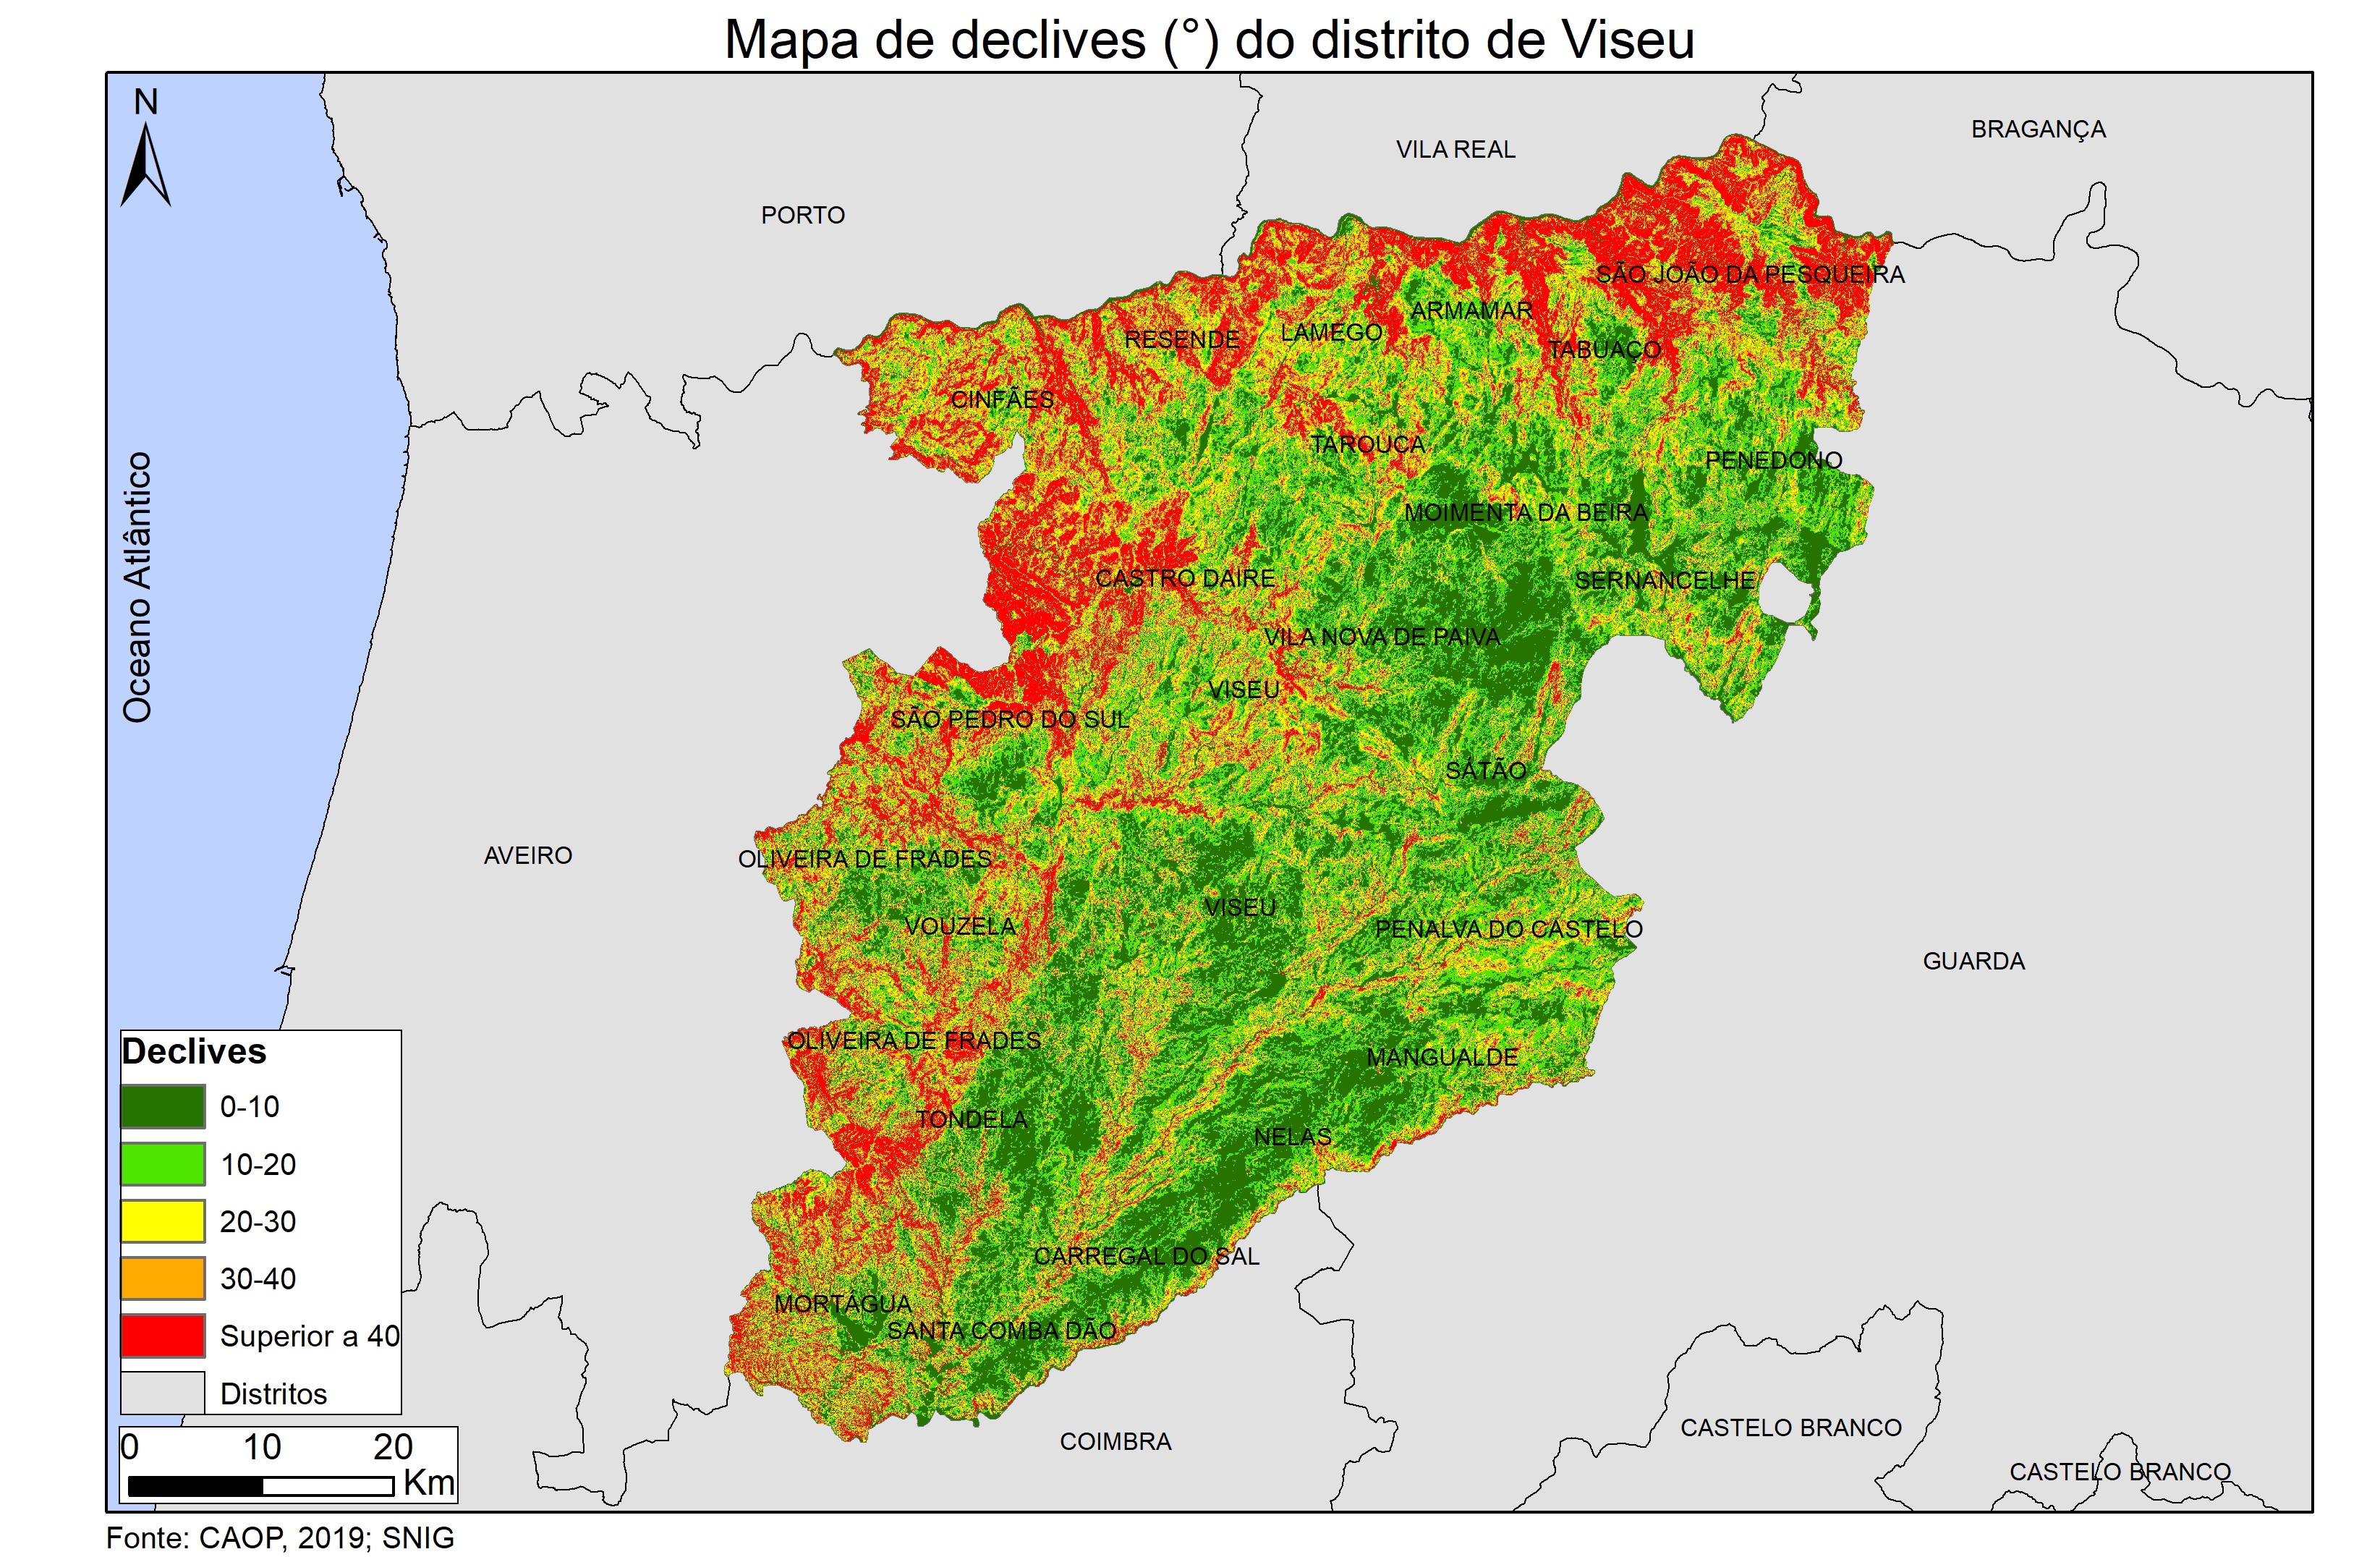 Mapa de declives (°) do distrito de Viseu
N
BRAGANÇA
VILA REAL
PORTO
SÃO JOÃO DA PESQUEIRA
ARMAMAR
LAMEGO
RESENDE
TABUAÇO
CINFÃES
TAROUCA
PENEDONO
MOIMENTA DA BEIRA
CASTRO DAIRE
SERNANCELHE
Oceano Atlântico
VILA NOVA DE PAIVA
VISEU
SÃO PEDRO DO SUL
SÁTÃO
AVEIRO
OLIVEIRA DE FRADES
VISEU
VOUZELA
PENALVA DO CASTELO
GUARDA
OLIVEIRA DE FRADES
MANGUALDE
TONDELA
NELAS
CARREGAL DO SAL
MORTÁGUA
SANTA COMBA DÃO
COIMBRA
CASTELO BRANCO
CASTELO BRANCO
Declives
0-10
10-20
20-30
30-40
Superior a 40
Distritos
0 10 20
Km
Fonte: CAOP, 2019; SNIG